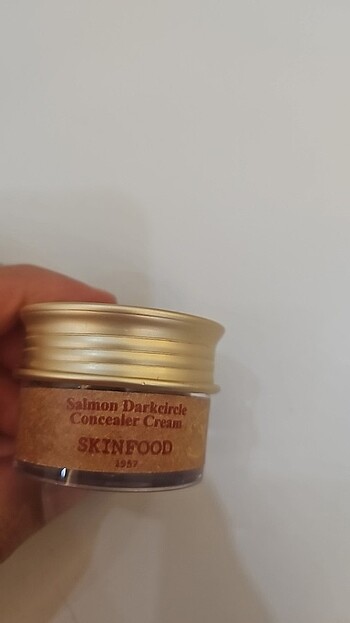 Salmon Darkcircle
Concealer Cream
SKINFOOD
1957